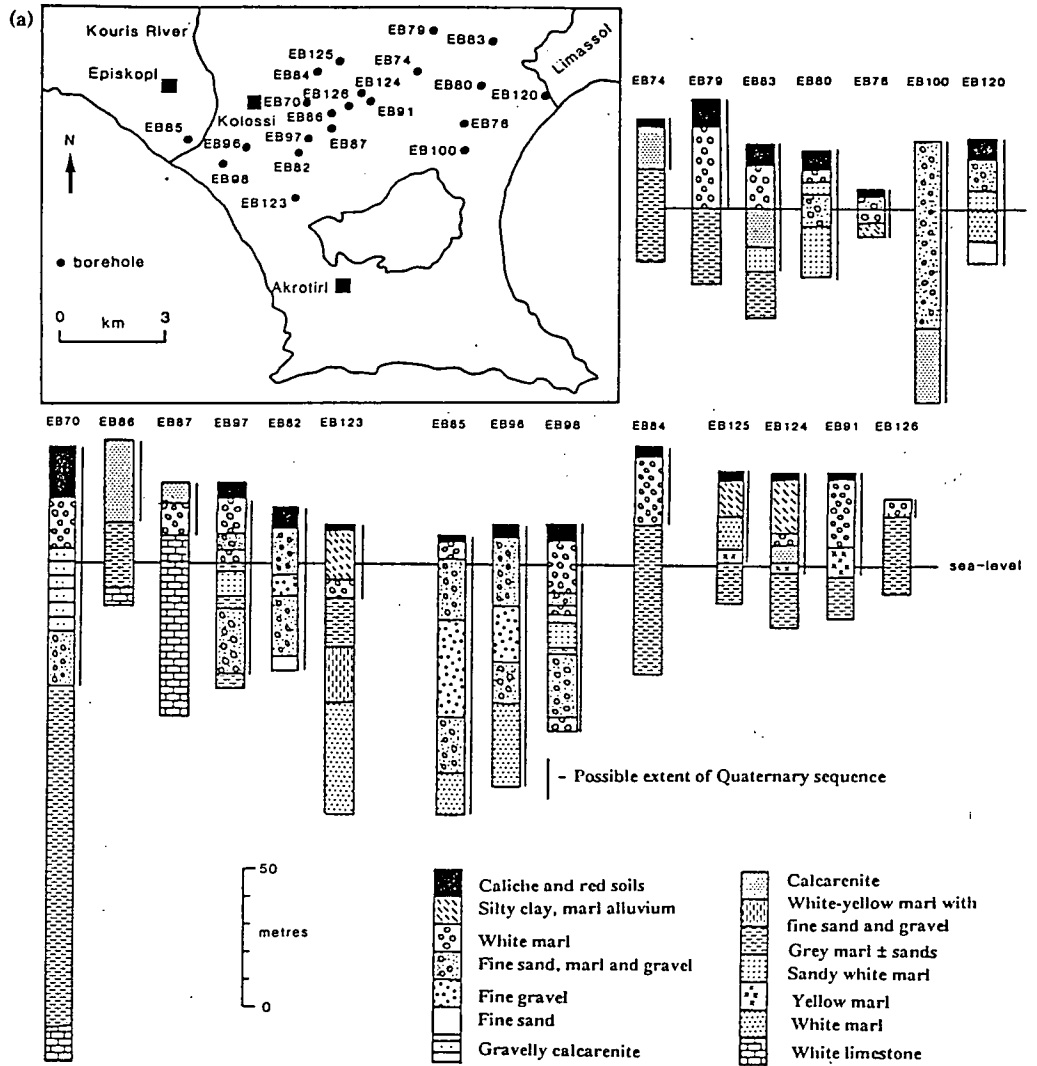 (a)
Kouris River
Episkopi
EB79
EB83
Limassol
EB125
EB74
EB84
EB124
EB80
EB126
EB70
EB120
Kolossi
EB86
EB91
EB85
EB76
EB96
EB97
EB87
EB100
EB98
EB82
N
EB123
borehole
Akrotiri
0 km 3
EB74 EB79 EB83 EB80 EB76 EB100 EB120
EB70 EB86 EB87 EB97 EB82 EB123 EB85 EB96 EB98 EB84 EB125 EB124 EB91 EB126
sea-level
- Possible extent of Quaternary sequence
50
metres
0
Caliche and red soils
Silty clay, marl alluvium
White marl
Fine sand, marl and gravel
Fine gravel
Fine sand
Gravelly calcarenite
Calcarenite
White-yellow marl with
fine sand and gravel
Grey marl ± sands
Sandy white marl
Yellow marl
White marl
White limestone